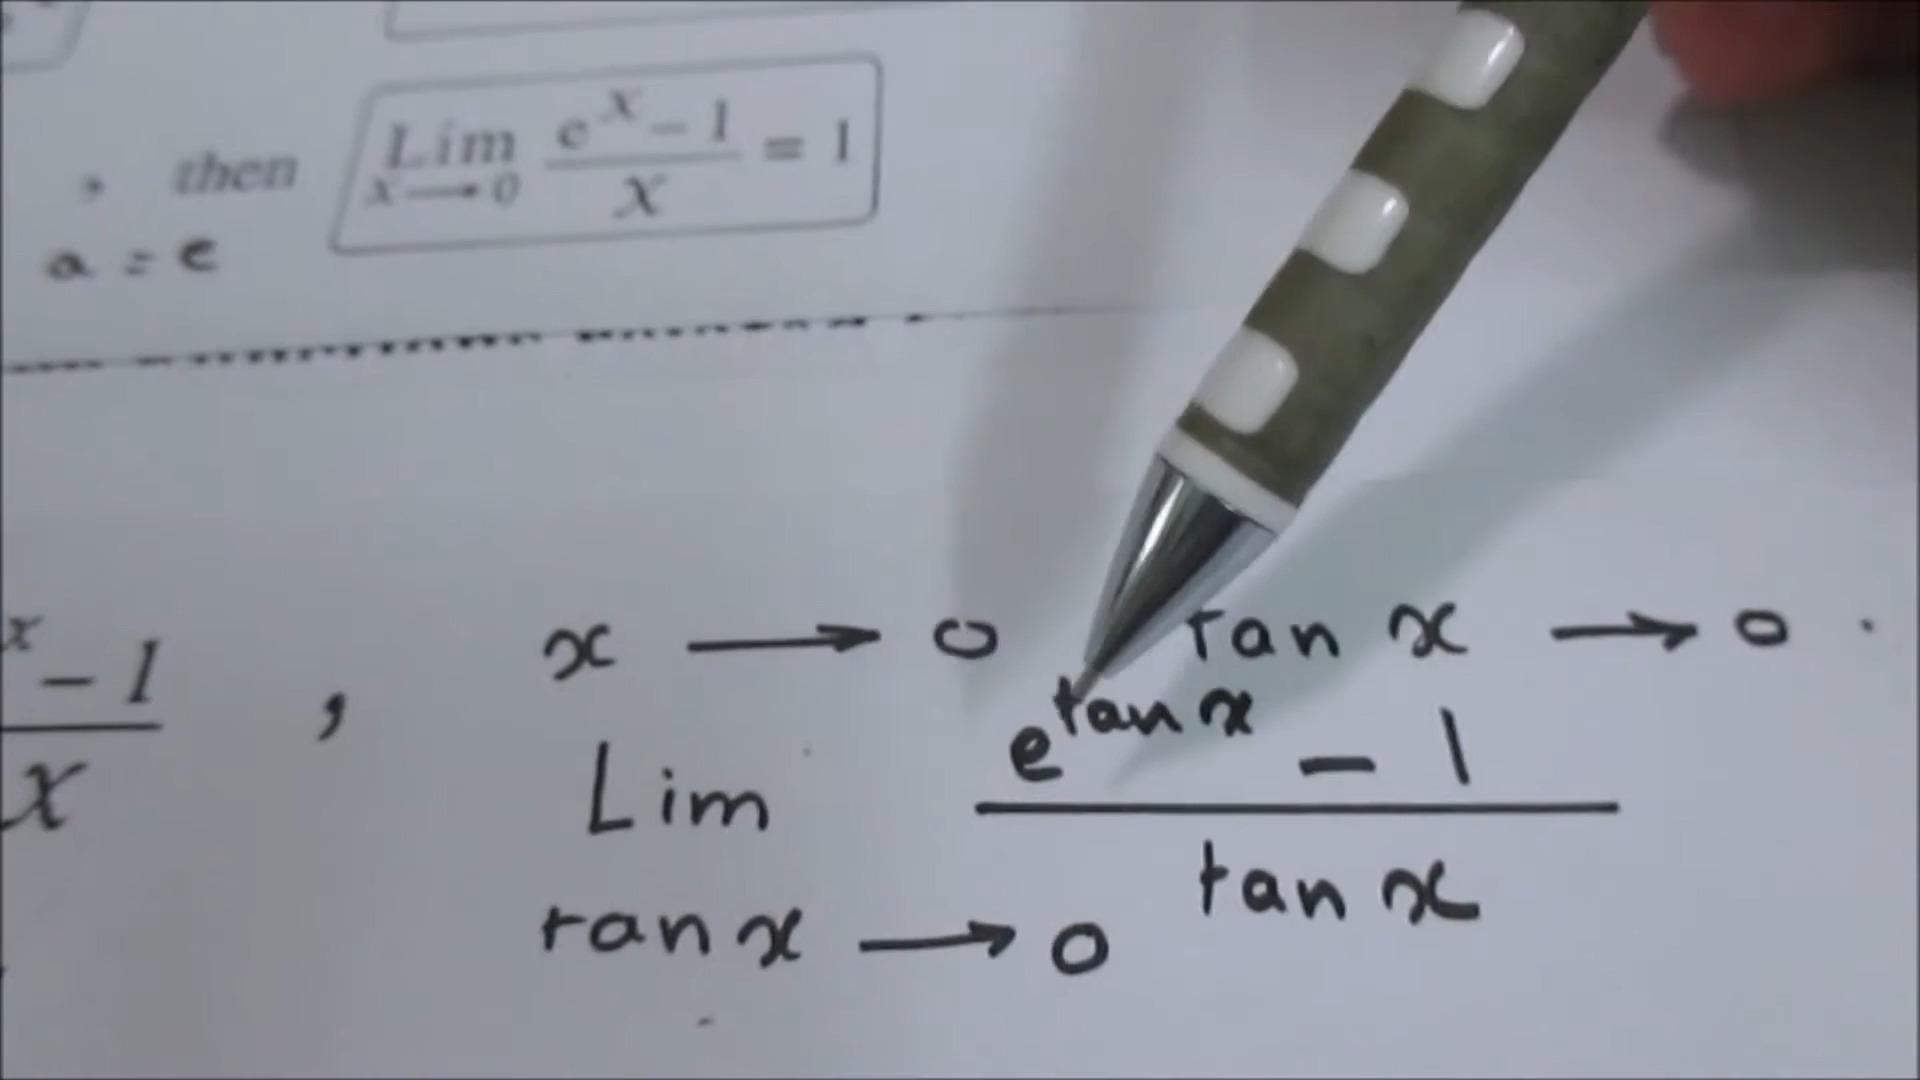 , then Lim x→0 e^x - 1 / x = 1
a = e
x - 1 / x , x → 0 tan x → 0 .
Lim e^tan x - 1 / tan x
tan x → 0